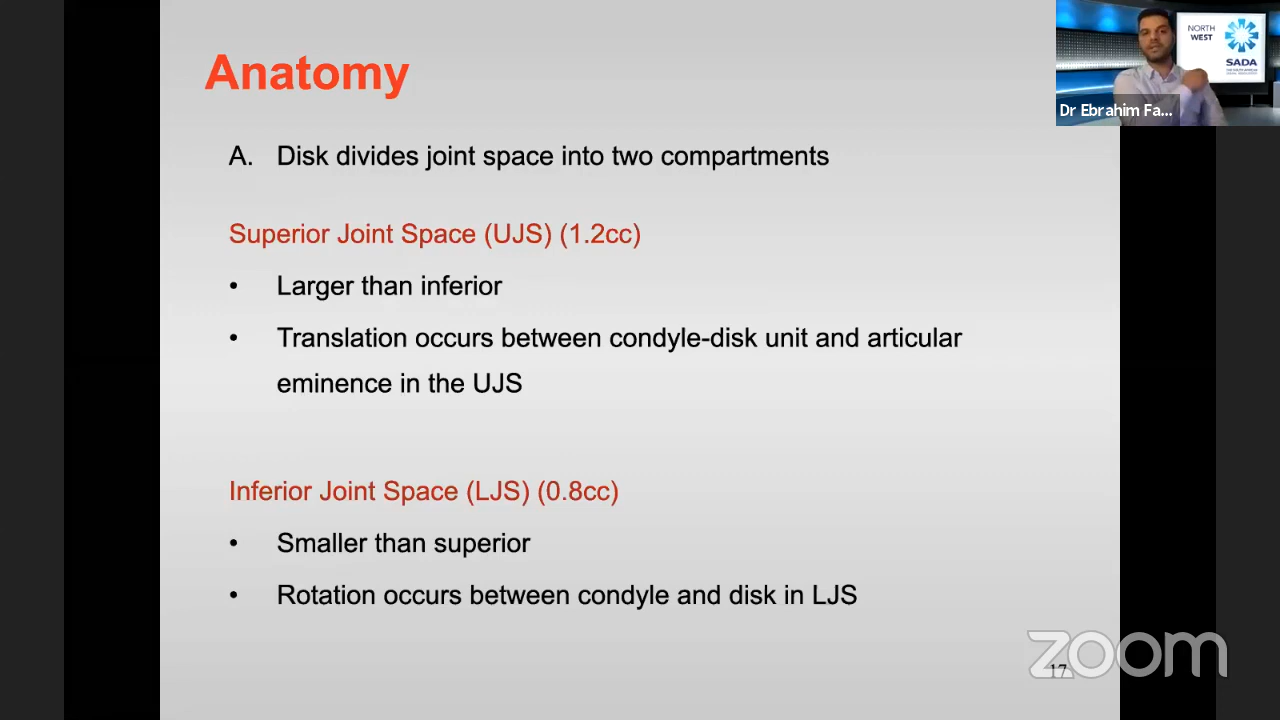 Anatomy
NORTH
WEST
SADA
Dr Ebrahim Fa...
A. Disk divides joint space into two compartments
Superior Joint Space (UJS) (1.2cc)
• Larger than inferior
• Translation occurs between condyle-disk unit and articular
eminence in the UJS
Inferior Joint Space (LJS) (0.8cc)
• Smaller than superior
• Rotation occurs between condyle and disk in LJS
zoom
17